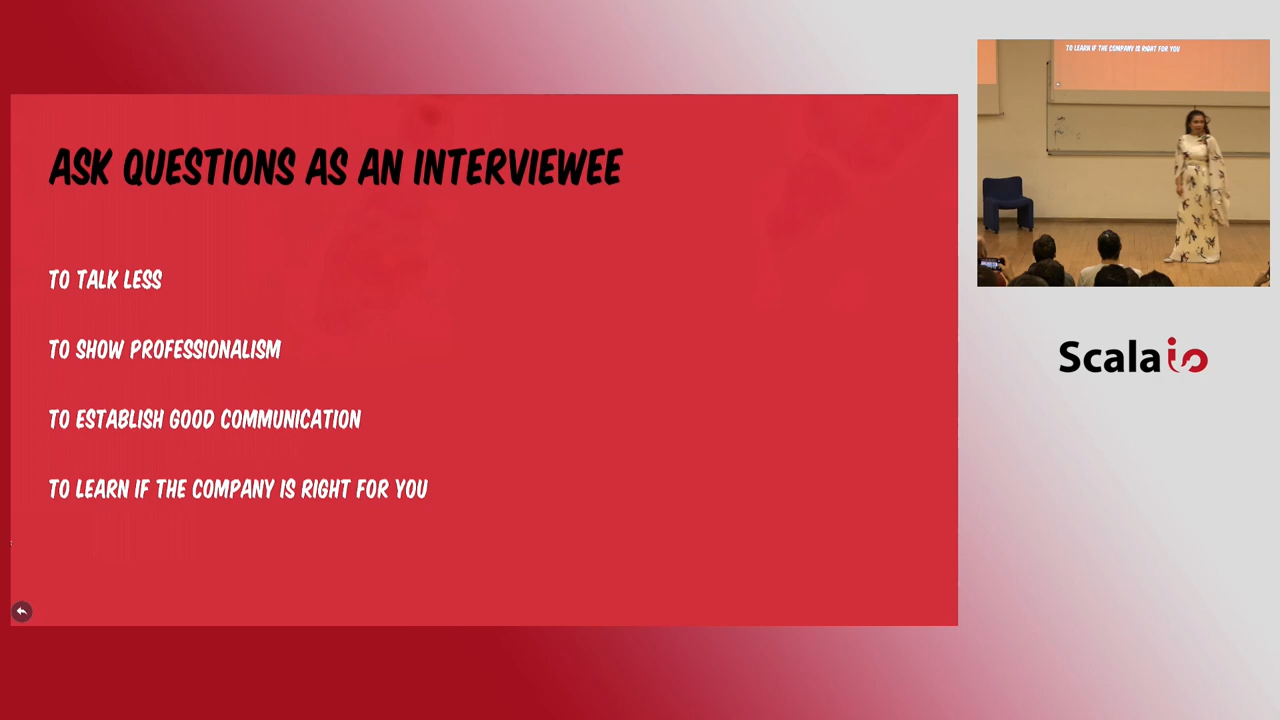 ASK QUESTIONS AS AN INTERVIEWEE
TO TALK LESS
TO SHOW PROFESSIONALISM
TO ESTABLISH GOOD COMMUNICATION
TO LEARN IF THE COMPANY IS RIGHT FOR YOU
TO LEARN IF THE COMPANY IS RIGHT FOR YOU
Scala io